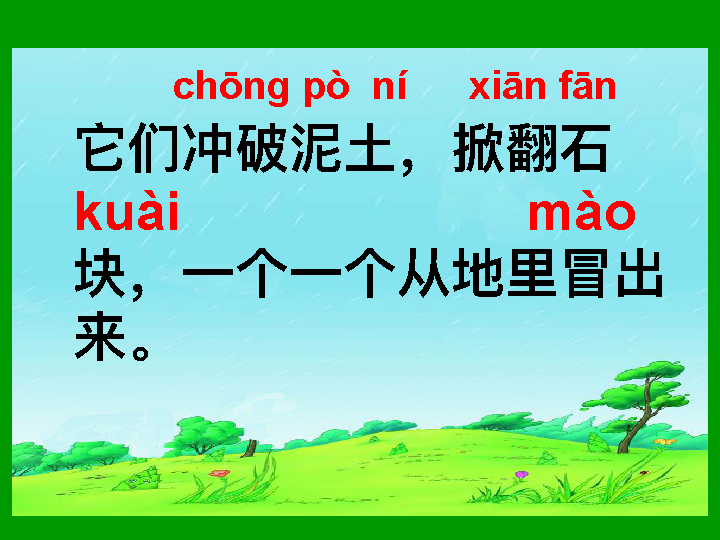 chōng pò ní xiān fān
它们冲破泥土，掀翻石
kuài mào
块，一个一个从地里冒出
来。